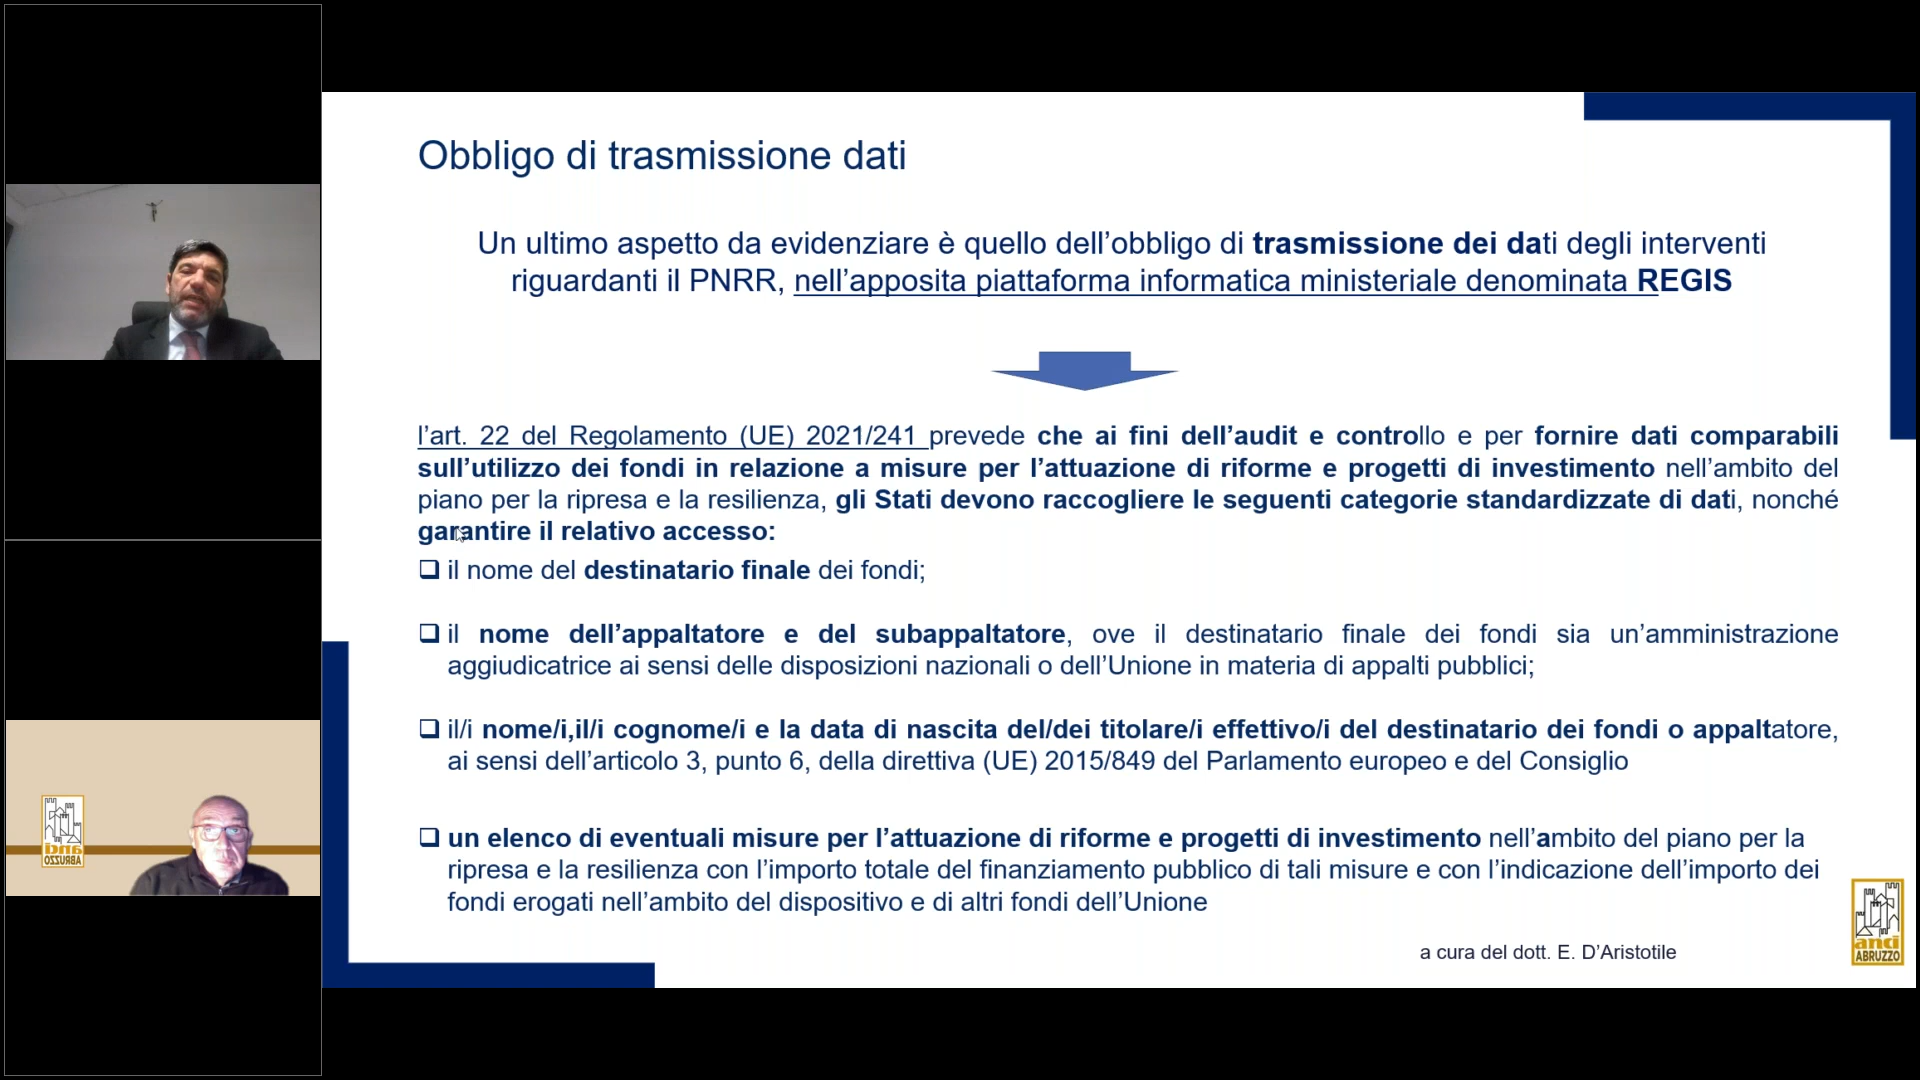 Obbligo di trasmissione dati
Un ultimo aspetto da evidenziare è quello dell’obbligo di trasmissione dei dati degli interventi
riguardanti il PNRR, nell’apposita piattaforma informatica ministeriale denominata REGIS
l’art. 22 del Regolamento (UE) 2021/241 prevede che ai fini dell’audit e controllo e per fornire dati comparabili
sull’utilizzo dei fondi in relazione a misure per l’attuazione di riforme e progetti di investimento nell’ambito del
piano per la ripresa e la resilienza, gli Stati devono raccogliere le seguenti categorie standardizzate di dati, nonché
garantire il relativo accesso:
❑ il nome del destinatario finale dei fondi;
❑ il nome dell’appaltatore e del subappaltatore, ove il destinatario finale dei fondi sia un’amministrazione
aggiudicatrice ai sensi delle disposizioni nazionali o dell’Unione in materia di appalti pubblici;
❑ il/i nome/i,il/i cognome/i e la data di nascita del/dei titolare/i effettivo/i del destinatario dei fondi o appaltatore,
ai sensi dell’articolo 3, punto 6, della direttiva (UE) 2015/849 del Parlamento europeo e del Consiglio
❑ un elenco di eventuali misure per l’attuazione di riforme e progetti di investimento nell’ambito del piano per la
ripresa e la resilienza con l’importo totale del finanziamento pubblico di tali misure e con l’indicazione dell’importo dei
fondi erogati nell’ambito del dispositivo e di altri fondi dell’Unione
a cura del dott. E. D’Aristotile
anci
ABRUZZO
anci
ABRUZZO